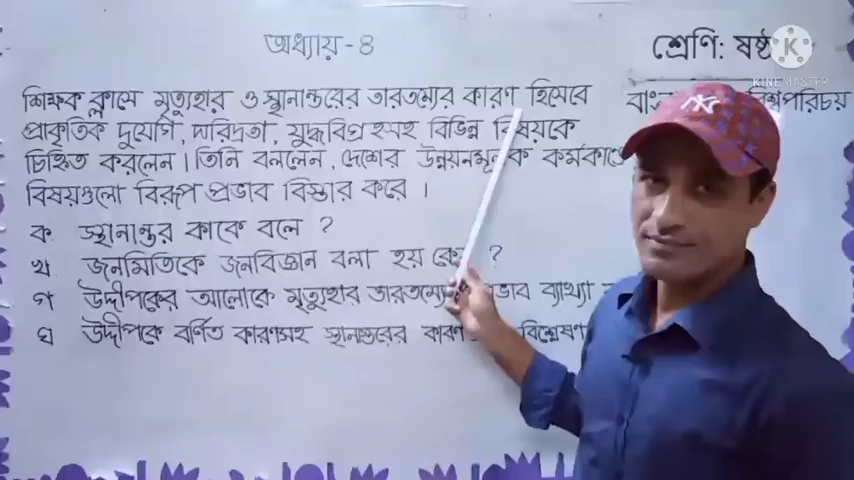 অধ্যায়-৪
শ্রেণি: ষষ্ঠ
KINEMASTER
শিক্ষক ক্লাসে মৃত্যুহার ও স্থানান্তরের তারতম্যের কারণ হিসেবে
বিশ্বপরিচয়
প্রাকৃতিক দুযোর্গ, দারিদ্রতা, যুদ্ধবিগ্রহসহ বিভিন্ন বিষয়কে
চিহ্নিত করলেন। তিনি বললেন, দেশের উন্নয়নমূলক কর্মকাণ্ডে
বিষয়গুলো বিরূপ প্রভাব বিস্তার করে।
ক স্থানান্তর কাকে বলে ?
খ জনমিতিকে জনবিজ্ঞান বলা হয় কেন ?
গ উদ্দীপকের আলোকে মৃত্যুহার তারতম্যের প্রভাব ব্যাখ্যা
ঘ উদ্দীপকে বর্ণিত কারণসহ স্থানান্তরের কারণ বিশ্লেষণ